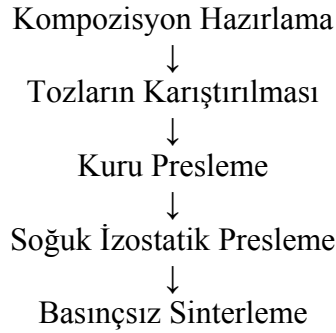 Kompozisyon Hazırlama
↓
Tozların Karıştırılması
↓
Kuru Presleme
↓
Soğuk İzostatik Presleme
↓
Basınçsız Sinterleme